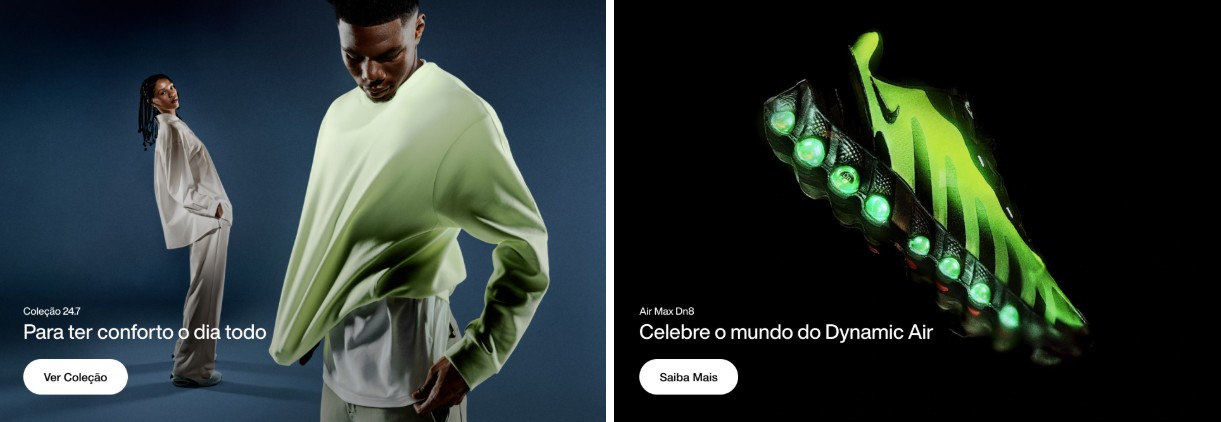 Coleção 24.7
Para ter conforto o dia todo
Ver Coleção
Air Max Dn8
Celebre o mundo do Dynamic Air
Saiba Mais